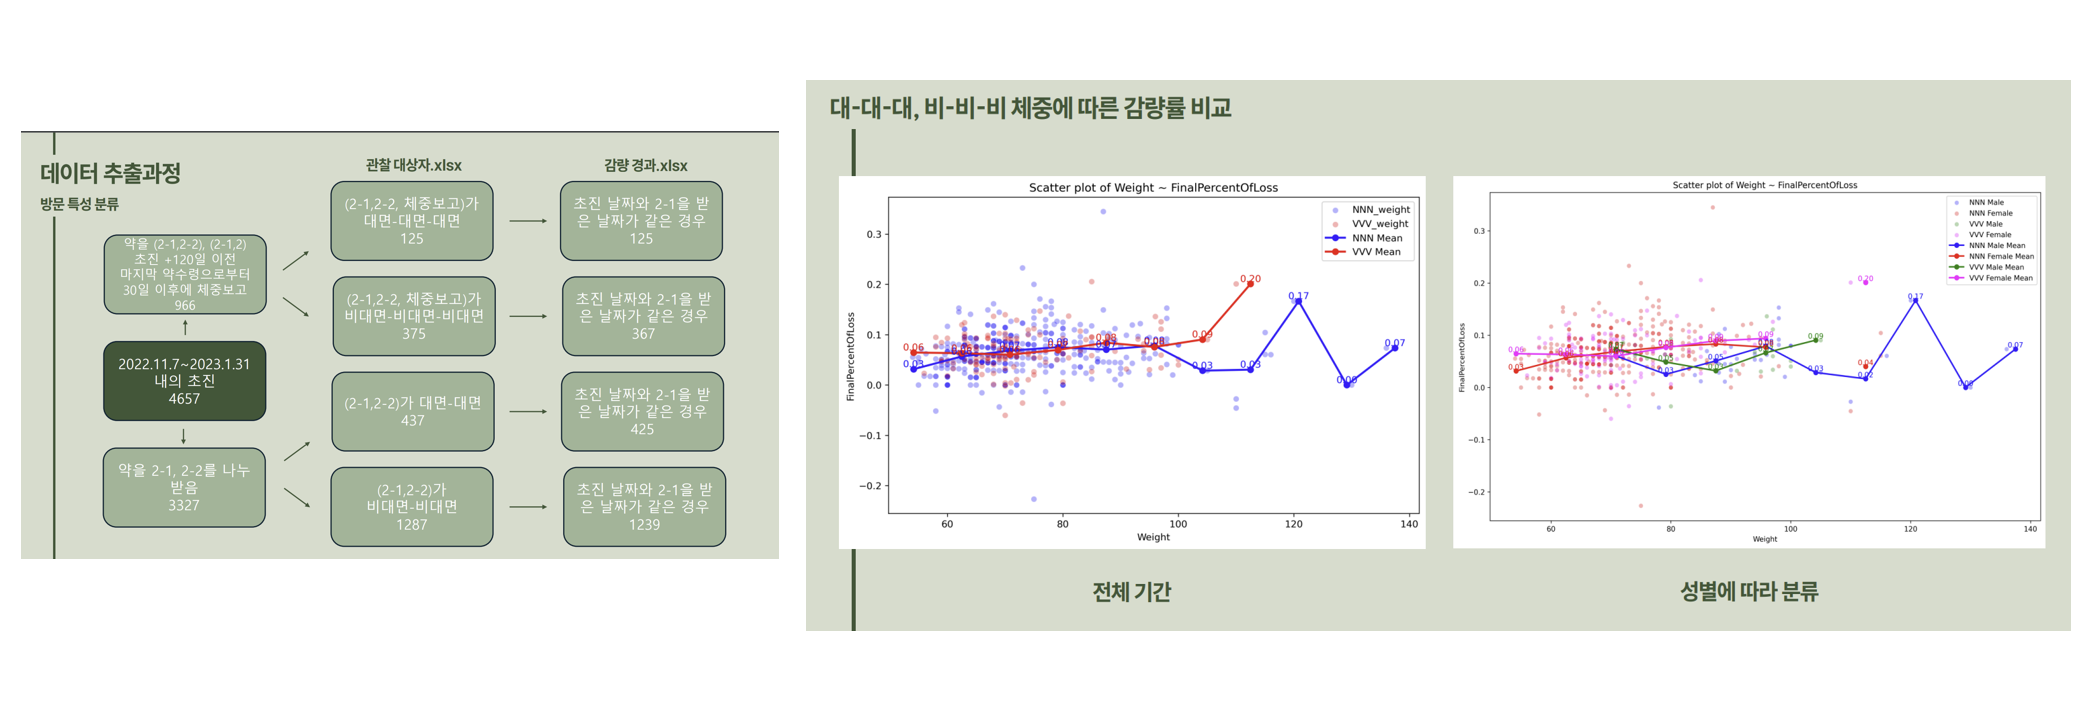 데이터 추출과정
방문 특성 분류
관찰 대상자.xlsx
감량 경과.xlsx
약을 (2-1,2-2), (2-1,2)
초진 +120일 이전
마지막 약수령으로부터
30일 이후에 체중보고
966
2022.11.7~2023.1.31
내의 초진
4657
약을 2-1, 2-2를 나누
받음
3327
(2-1,2-2, 체중보고)가
대면-대면-대면
125
초진 날짜와 2-1을 받
은 날짜가 같은 경우
125
(2-1,2-2, 체중보고)가
비대면-비대면-비대면
375
초진 날짜와 2-1을 받
은 날짜가 같은 경우
367
(2-1,2-2)가 대면-대면
437
초진 날짜와 2-1을 받
은 날짜가 같은 경우
425
(2-1,2-2)가
비대면-비대면
1287
초진 날짜와 2-1을 받
은 날짜가 같은 경우
1239
대-대-대, 비-비-비 체중에 따른 감량률 비교
Scatter plot of Weight ~ FinalPercentOfLoss
NNN_weight
VVV_weight
NNN Mean
VVV Mean
FinalPercentOfLoss
0.3
0.2
0.1
0.0
−0.1
−0.2
0.06
0.03
0.08
0.09
0.20
0.03
0.03
0.17
0.00
0.07
60
80
100
120
140
Weight
전체 기간
Scatter plot of Weight ~ FinalPercentOfLoss
NNN Male
NNN Female
VVV Male
VVV Female
NNN Male Mean
NNN Female Mean
VVV Male Mean
VVV Female Mean
FinalPercentOfLoss
0.3
0.2
0.1
0.0
−0.1
−0.2
0.06
0.03
0.03
0.05
0.09
0.09
0.20
0.04
0.03
0.02
0.17
0.00
0.07
60
80
100
120
140
Weight
성별에 따라 분류